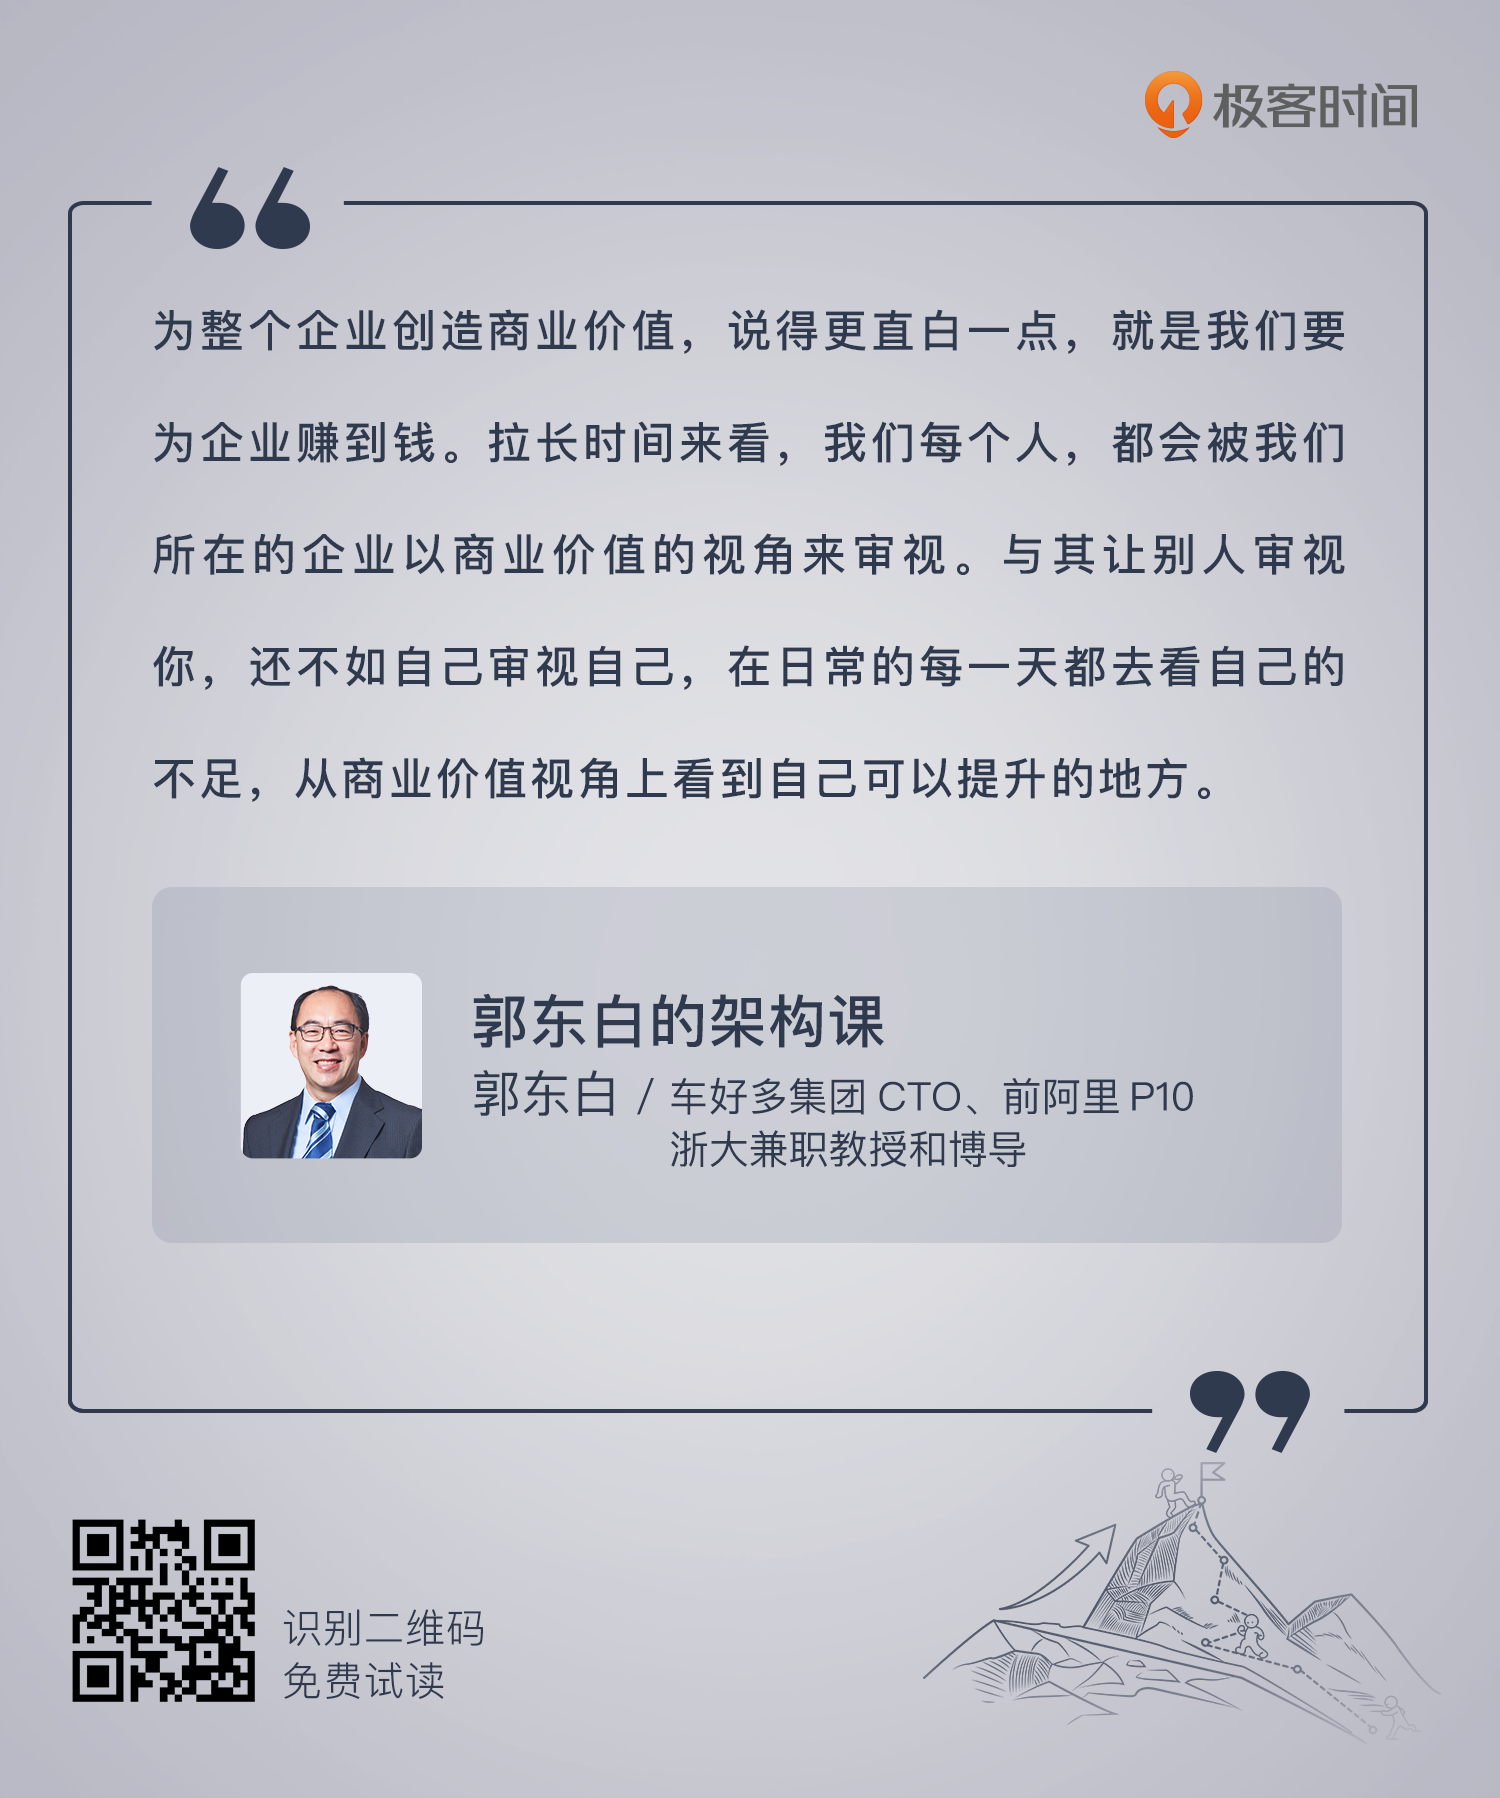 极客时间
为整个企业创造商业价值，说得更直白一点，就是我们要
为企业赚到钱。拉长时间来看，我们每个人，都会被我们
所在的企业以商业价值的视角来审视。与其让别人审视
你，还不如自己审视自己，在日常的每一天都去看自己的
不足，从商业价值视角上看到自己可以提升的地方。
郭东白的架构课
郭东白 / 车好多集团 CTO、前阿里 P10
浙大兼职教授和博导
识别二维码
免费试读